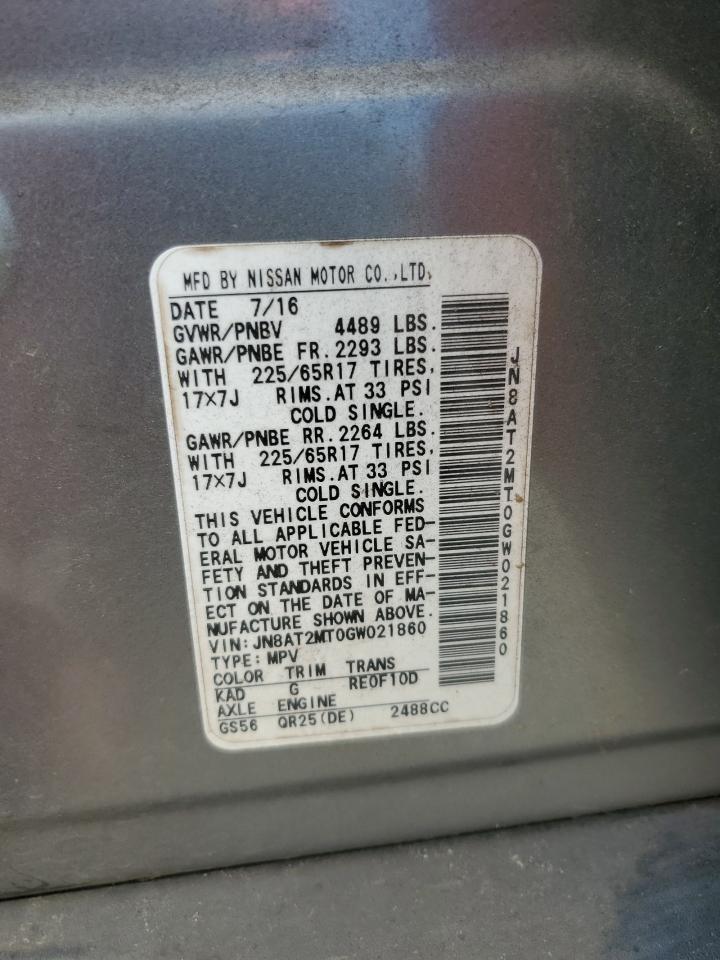 MFD BY NISSAN MOTOR CO.,LTD.
DATE 7/16
GVWR/PNBV 4489 LBS.
GAWR/PNBE FR. 2293 LBS.
WITH 225/65R17 TIRES,
17×7J RIMS. AT 33 PSI
COLD SINGLE.
GAWR/PNBE RR. 2264 LBS.
WITH 225/65R17 TIRES,
17×7J RIMS. AT 33 PSI
COLD SINGLE.
THIS VEHICLE CONFORMS
TO ALL APPLICABLE FED-
ERAL MOTOR VEHICLE SA-
FETY AND THEFT PREVEN-
TION STANDARDS IN EFF-
ECT ON THE DATE OF MA-
NUFACTURE SHOWN ABOVE.
VIN:JN8AT2MT0GW021860
TYPE:MPV
COLOR TRIM TRANS
KAD G RE0F10D
AXLE ENGINE
GS56 QR25(DE) 2488CC
JN8AT2MT0GW021860